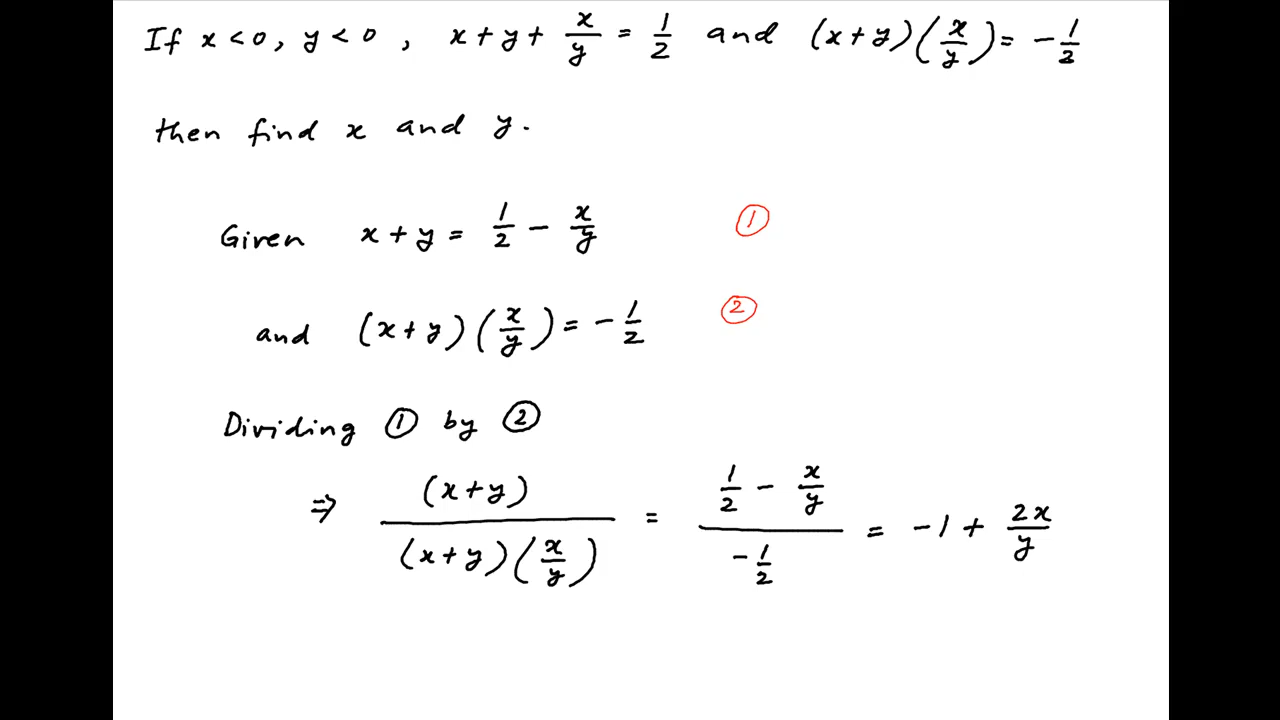 If x < 0, y < 0, x + y + x/y = 1/2 and (x + y)(x/y) = - 1/2
then find x and y.
Given x + y = 1/2 - x/y ①
and (x + y)(x/y) = - 1/2 ②
Dividing ① by ②
⇒ (x + y)/((x + y)(x/y)) = (1/2 - x/y)/(- 1/2) = - 1 + 2x/y